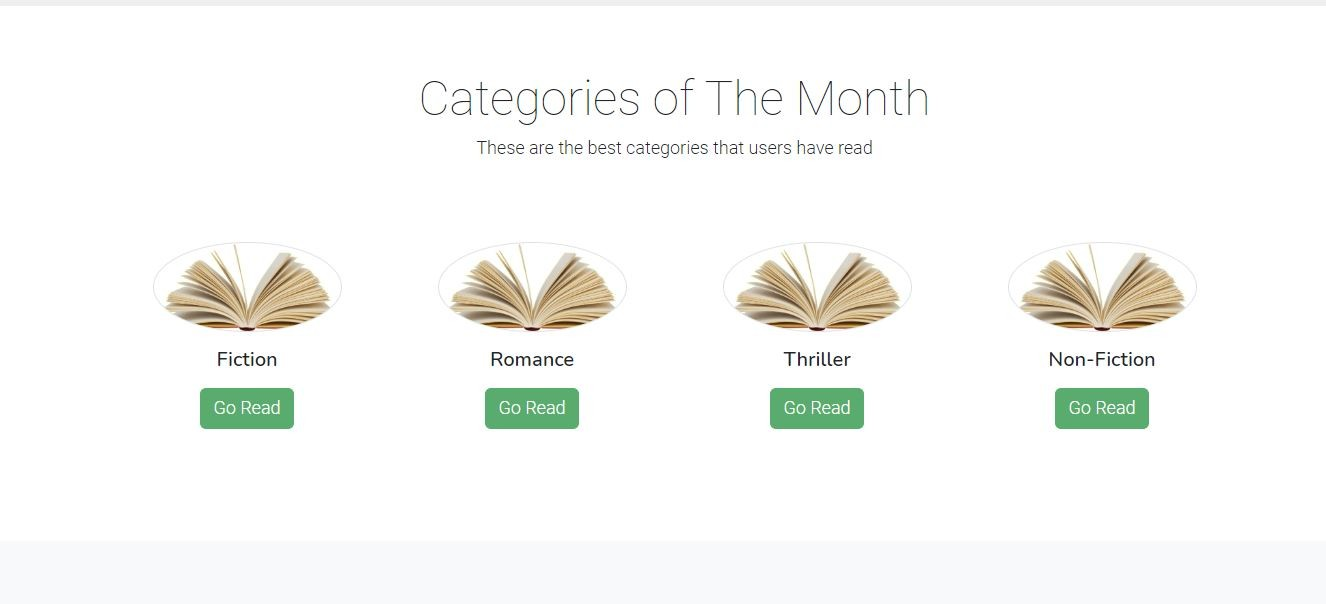 Categories of The Month
These are the best categories that users have read
Fiction
Romance
Thriller
Non-Fiction
Go Read
Go Read
Go Read
Go Read